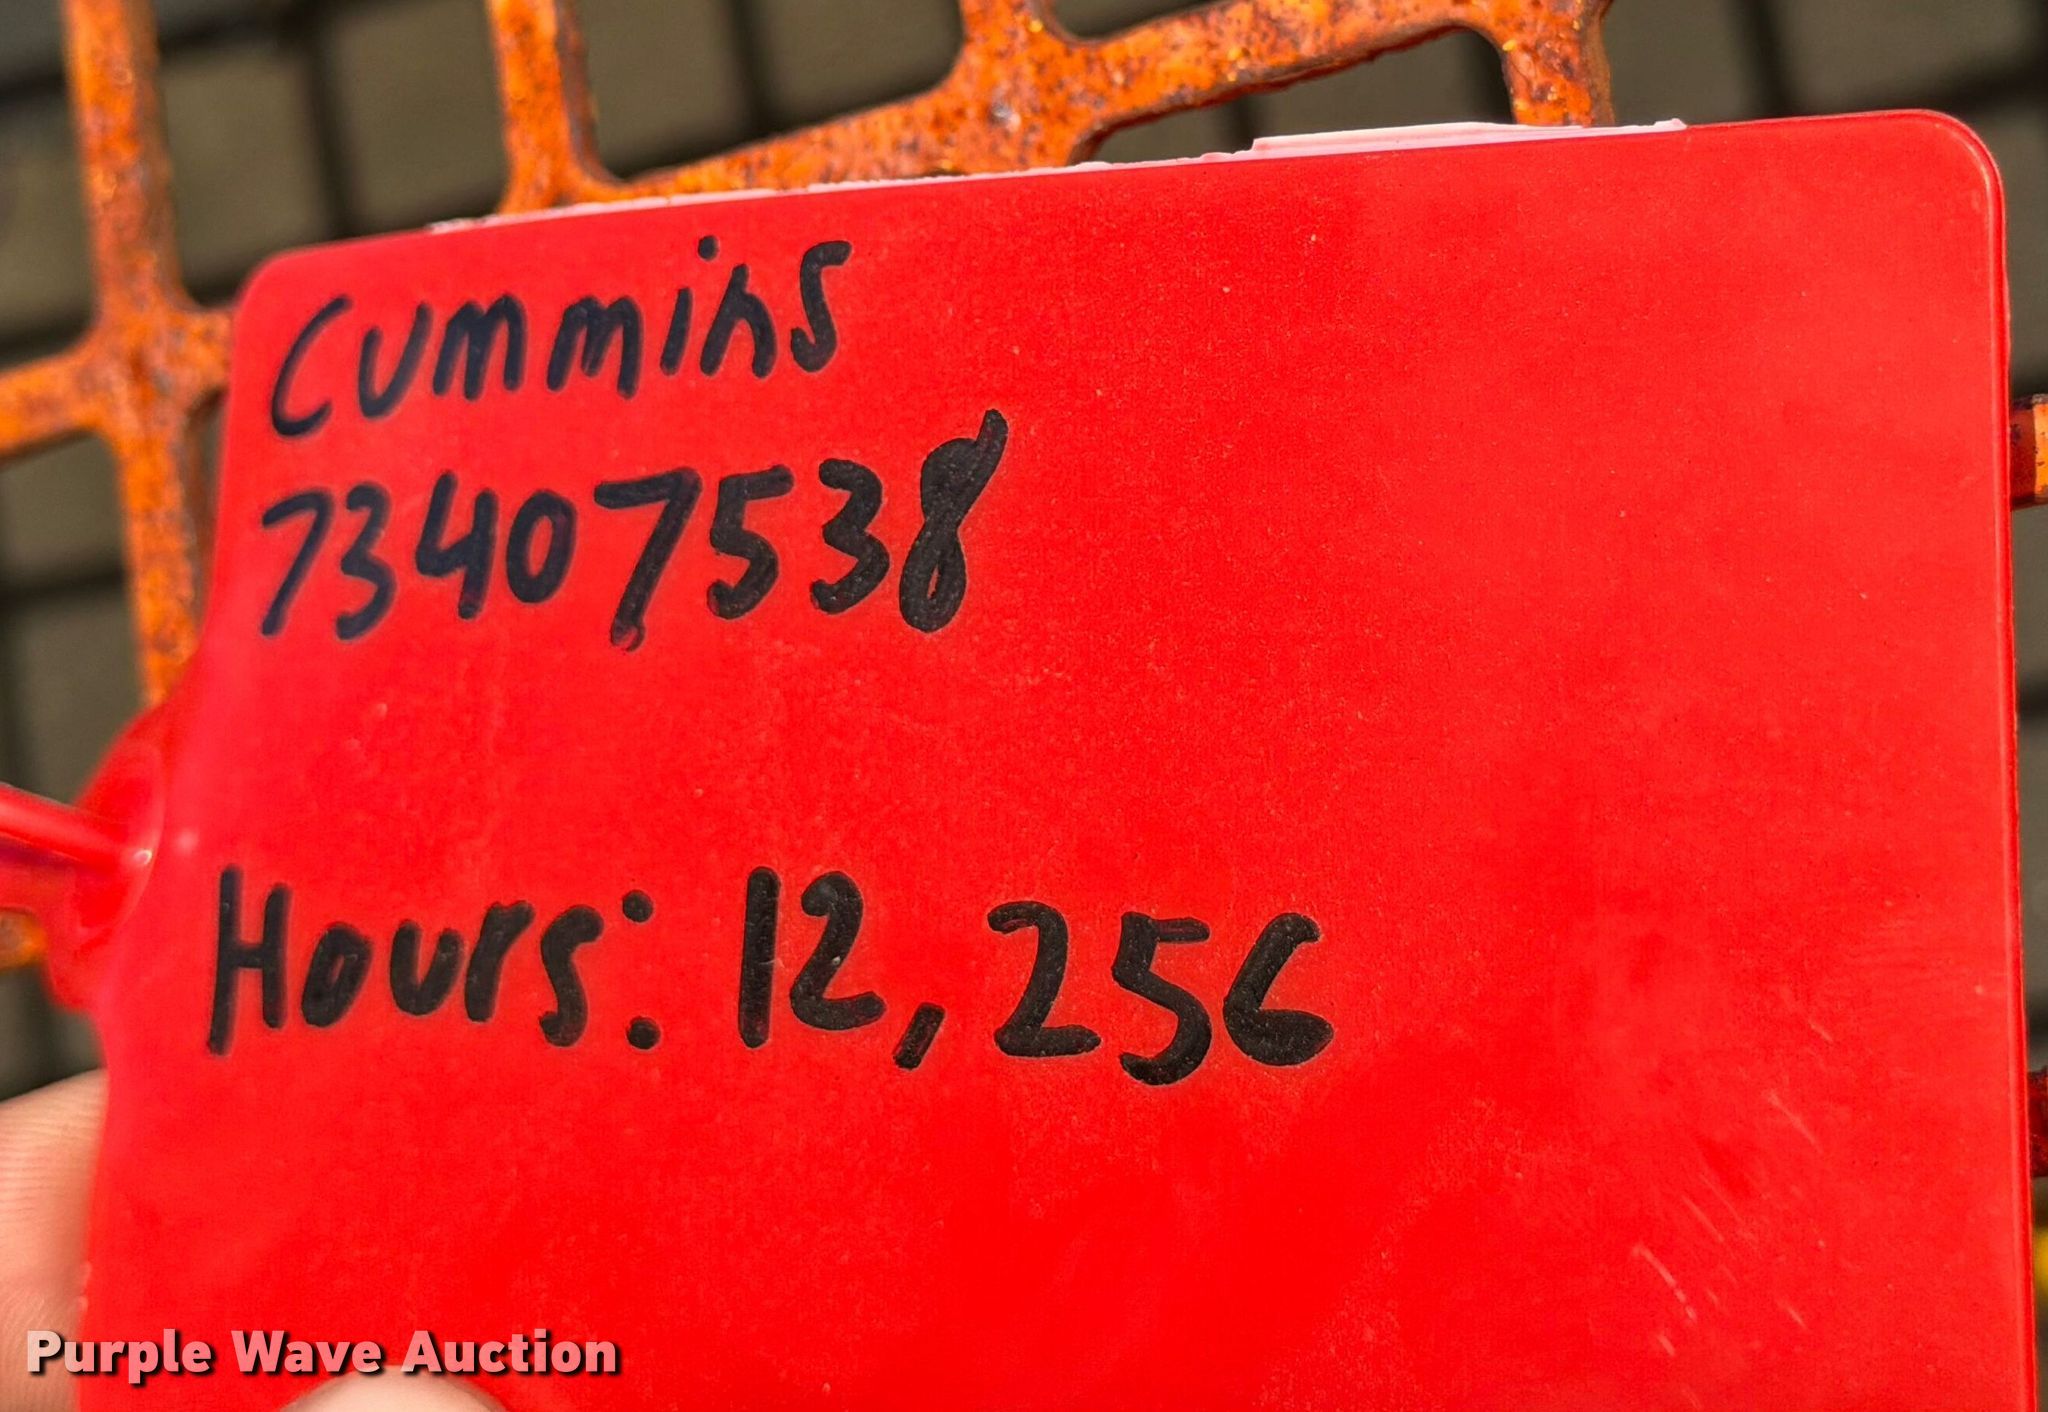 Cummins
73407538
Hours: 12,256
Purple Wave Auction